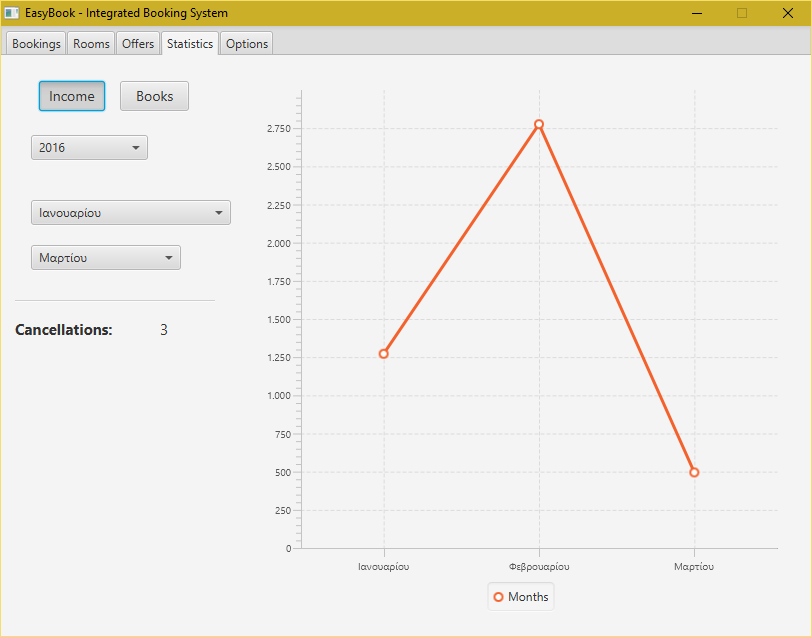 EasyBook - Integrated Booking System
Bookings Rooms Offers Statistics Options
Income Books
2016
Ιανουαρίου
Μαρτίου
Cancellations: 3
2.750
2.500
2.250
2.000
1.750
1.500
1.250
1.000
750
500
250
0
Ιανουαρίου Φεβρουαρίου Μαρτίου
Months